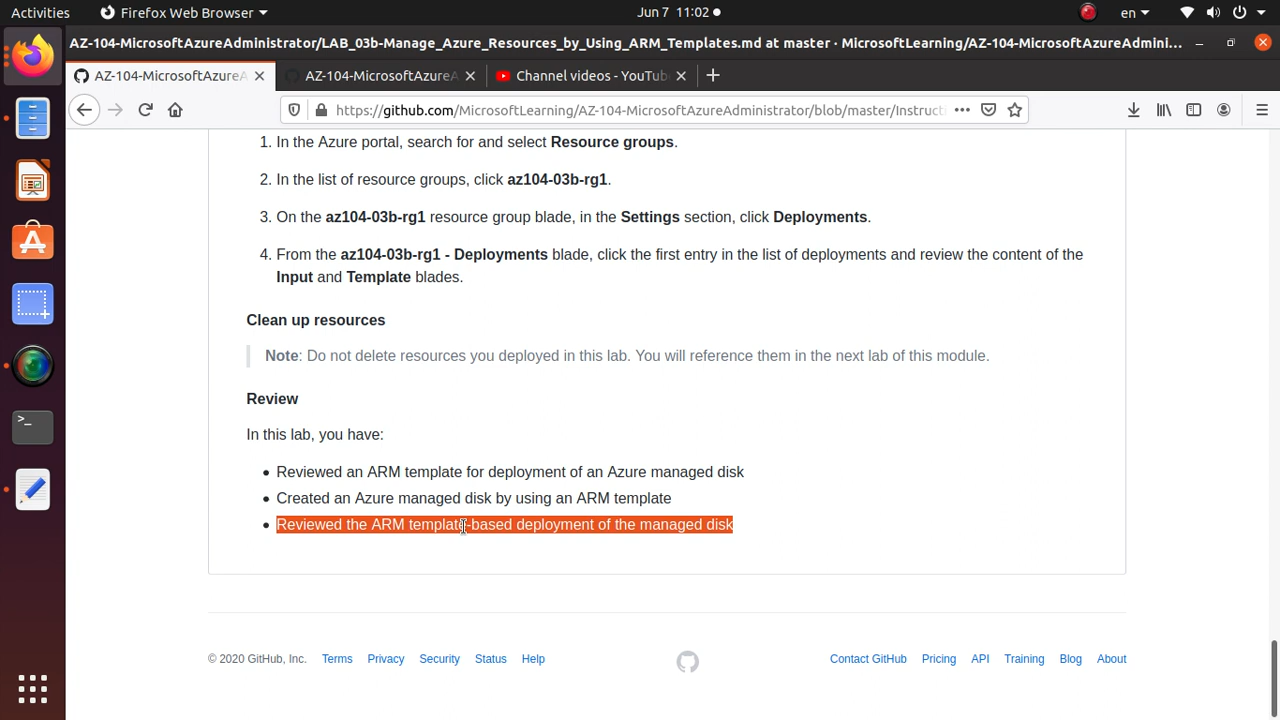 Activities
Firefox Web Browser
Jun 7 11:02
en
AZ-104-MicrosoftAzureAdministrator/LAB_03b-Manage_Azure_Resources_by_Using_ARM_Templates.md at master · MicrosoftLearning/AZ-104-MicrosoftAzureAdmini...
AZ-104-MicrosoftAzureA
AZ-104-MicrosoftAzureA
Channel videos - YouTub
https://github.com/MicrosoftLearning/AZ-104-MicrosoftAzureAdministrator/blob/master/Instructi
1. In the Azure portal, search for and select Resource groups.
2. In the list of resource groups, click az104-03b-rg1.
3. On the az104-03b-rg1 resource group blade, in the Settings section, click Deployments.
4. From the az104-03b-rg1 - Deployments blade, click the first entry in the list of deployments and review the content of the
Input and Template blades.
Clean up resources
Note: Do not delete resources you deployed in this lab. You will reference them in the next lab of this module.
Review
In this lab, you have:
• Reviewed an ARM template for deployment of an Azure managed disk
• Created an Azure managed disk by using an ARM template
• Reviewed the ARM template-based deployment of the managed disk
© 2020 GitHub, Inc. Terms Privacy Security Status Help
Contact GitHub Pricing API Training Blog About